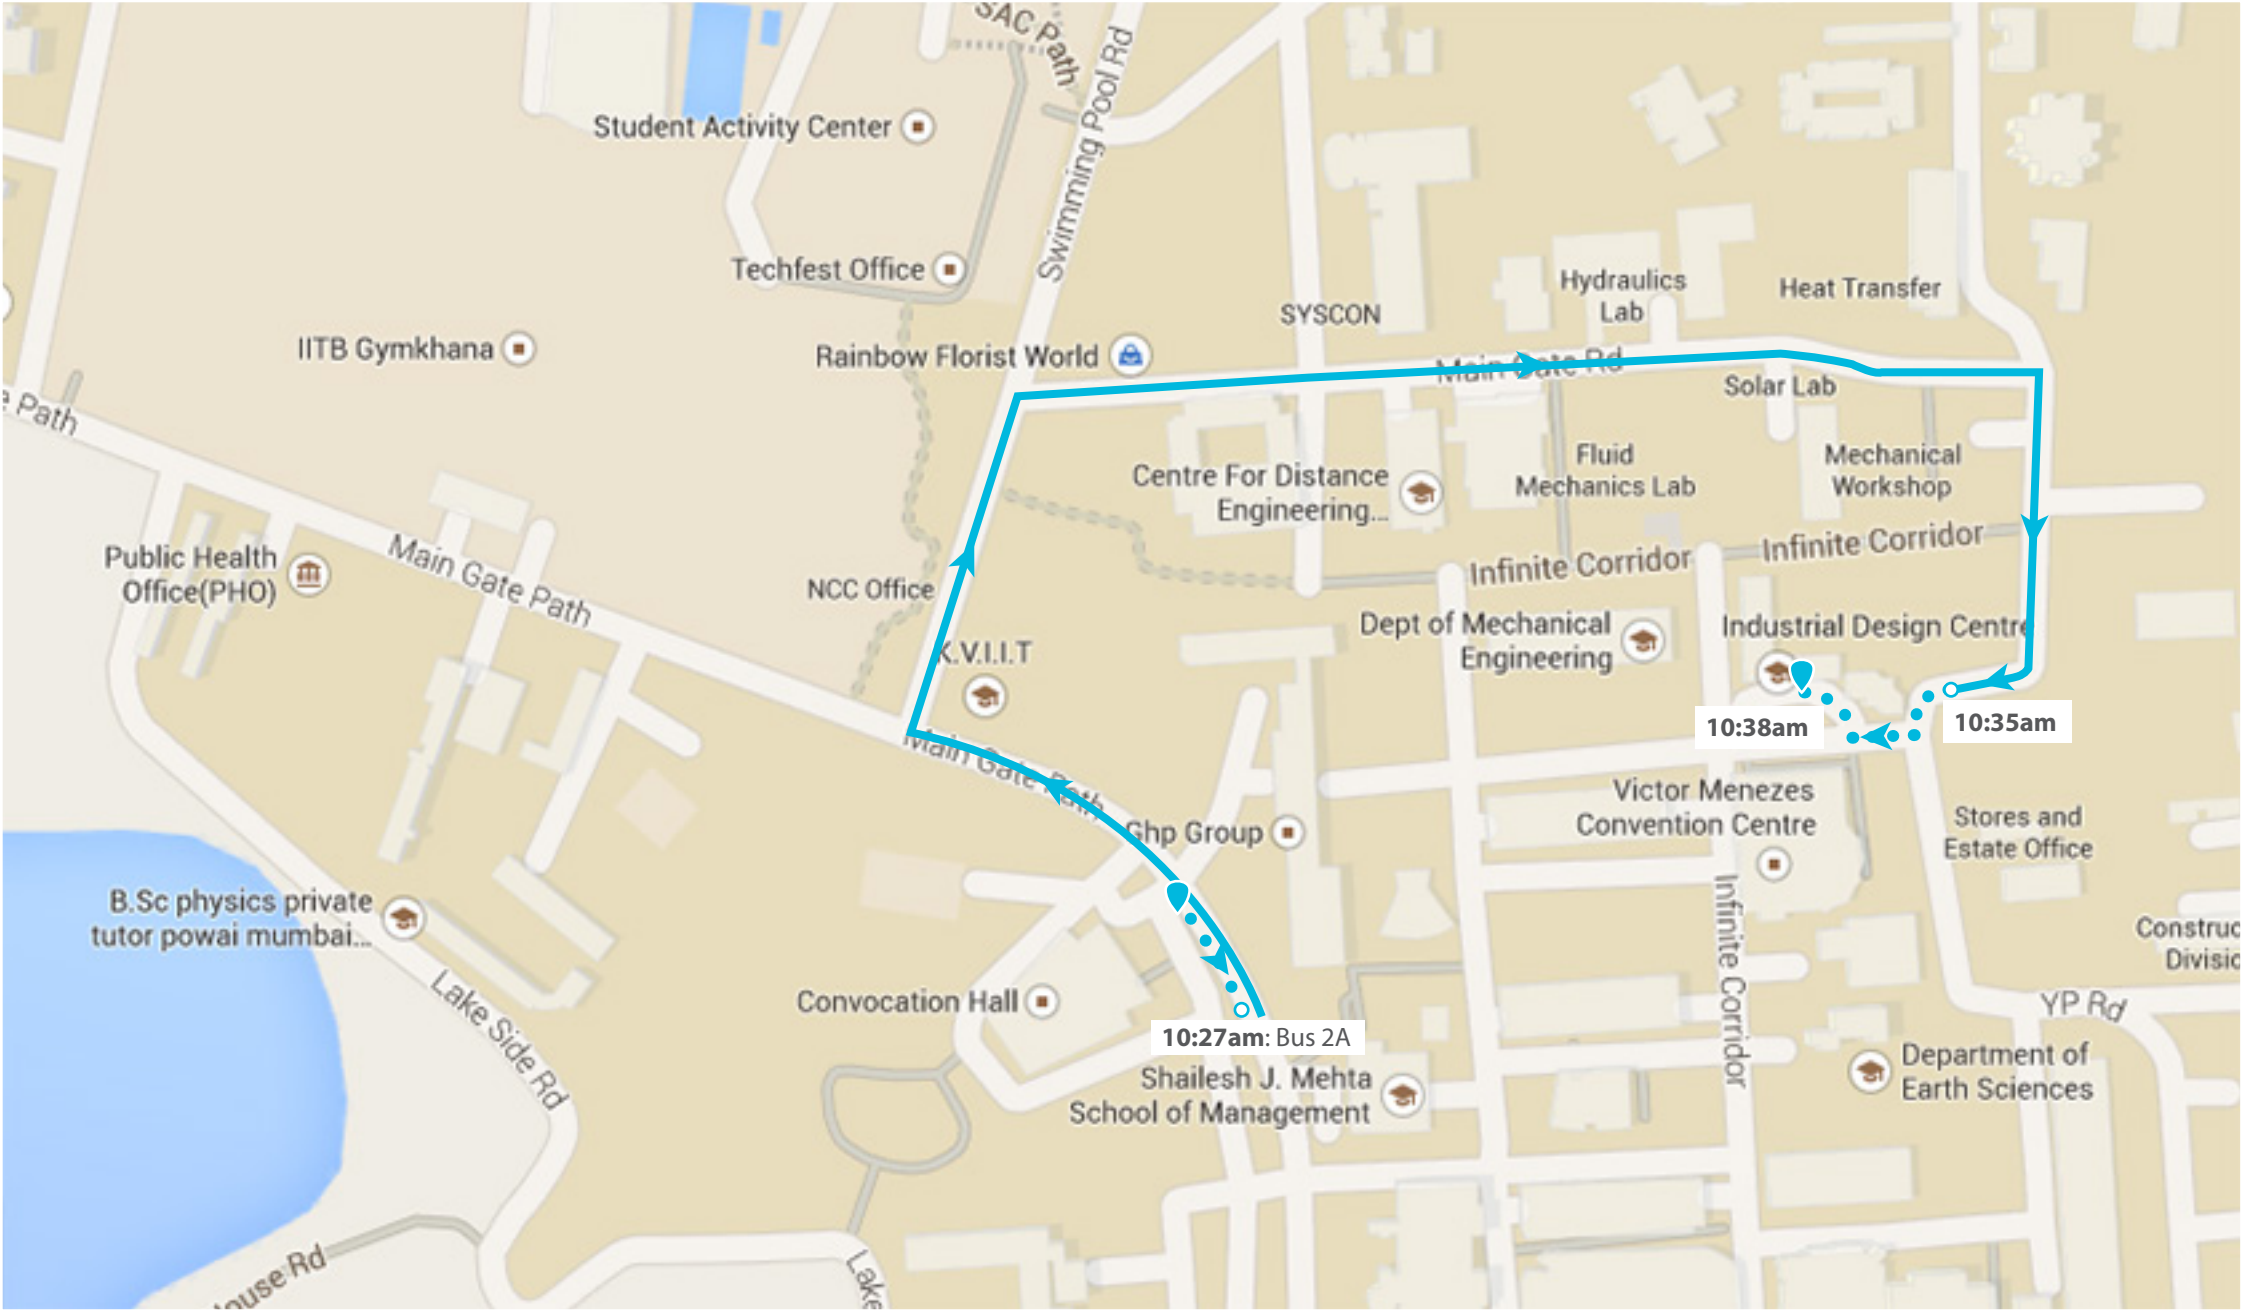 SAC Path
Swimming Pool Rd
Student Activity Center
Techfest Office
Hydraulics
Lab
Heat Transfer
SYSCON
IITB Gymkhana
Rainbow Florist World
Main Gate Rd
Solar Lab
Path
Centre For Distance
Engineering...
Fluid
Mechanics Lab
Mechanical
Workshop
Public Health
Office(PHO)
Main Gate Path
NCC Office
Infinite Corridor
Infinite Corridor
Dept of Mechanical
Engineering
Industrial Design Centre
K.V.I.I.T
10:38am
10:35am
Main Gate Path
Ghp Group
Victor Menezes
Convention Centre
Stores and
Estate Office
B.Sc physics private
tutor powai mumbai...
Infinite Corridor
Construc
Divisio
Convocation Hall
Lake Side Rd
10:27am: Bus 2A
YP Rd
Shailesh J. Mehta
School of Management
Department of
Earth Sciences
Lake
ouse Rd